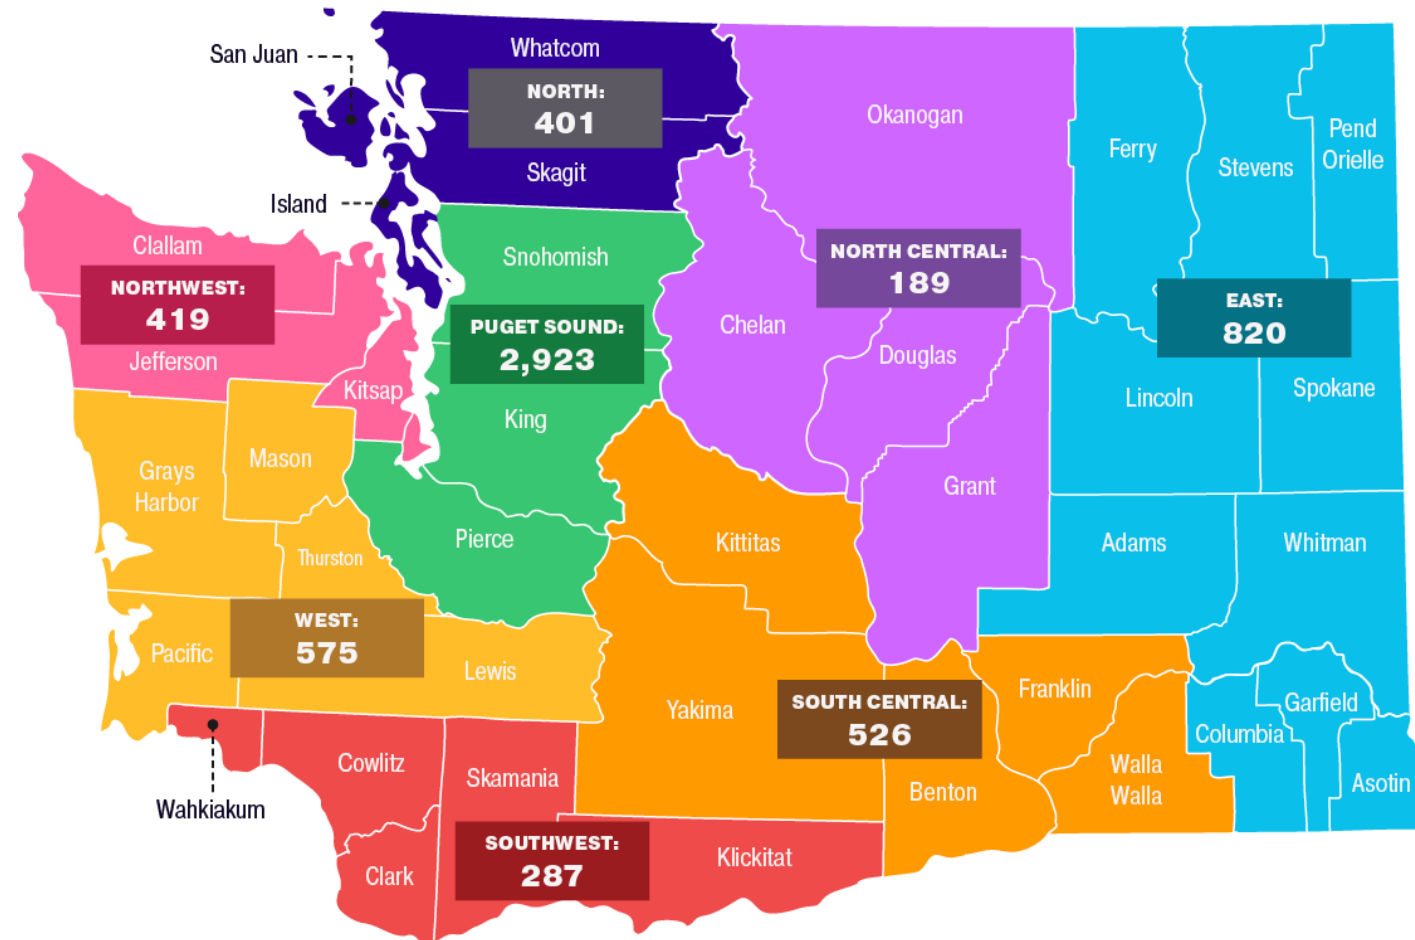 San Juan
Whatcom
NORTH:
401
Skagit
Island
Okanogan
Ferry
Stevens
Pend
Orielle
Clallam
NORTHWEST:
419
Jefferson
Kitsap
Snohomish
PUGET SOUND:
2,923
King
Pierce
NORTH CENTRAL:
189
Chelan
Douglas
Grant
EAST:
820
Lincoln
Spokane
Adams
Whitman
Garfield
Columbia
Asotin
Grays
Harbor
Mason
Thurston
WEST:
575
Pacific
Lewis
Kittitas
Yakima
SOUTH CENTRAL:
526
Franklin
Benton
Walla
Walla
Wahkiakum
Cowlitz
Skamania
SOUTHWEST:
287
Clark
Klickitat